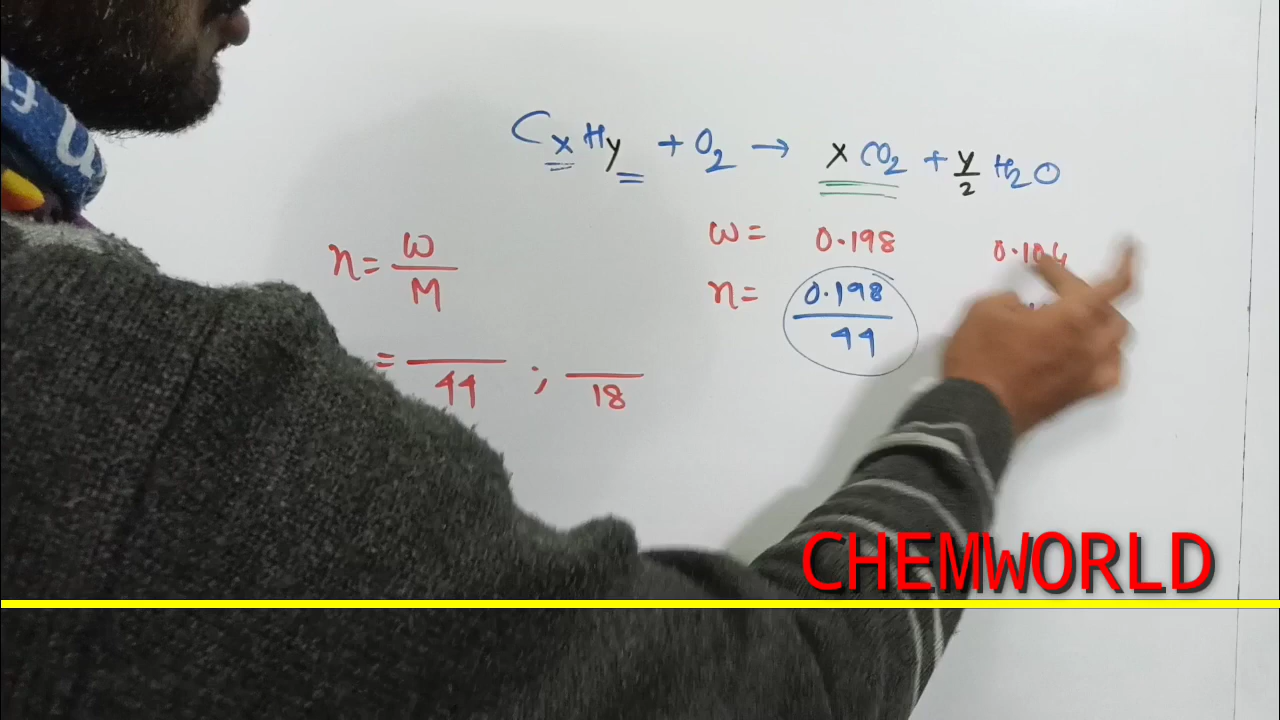 CxHy + O2 → x CO2 + y/2 H2O
n = w/M
w = 0.198
n = 0.198/44
= /44 ; /18
CHEMWORLD